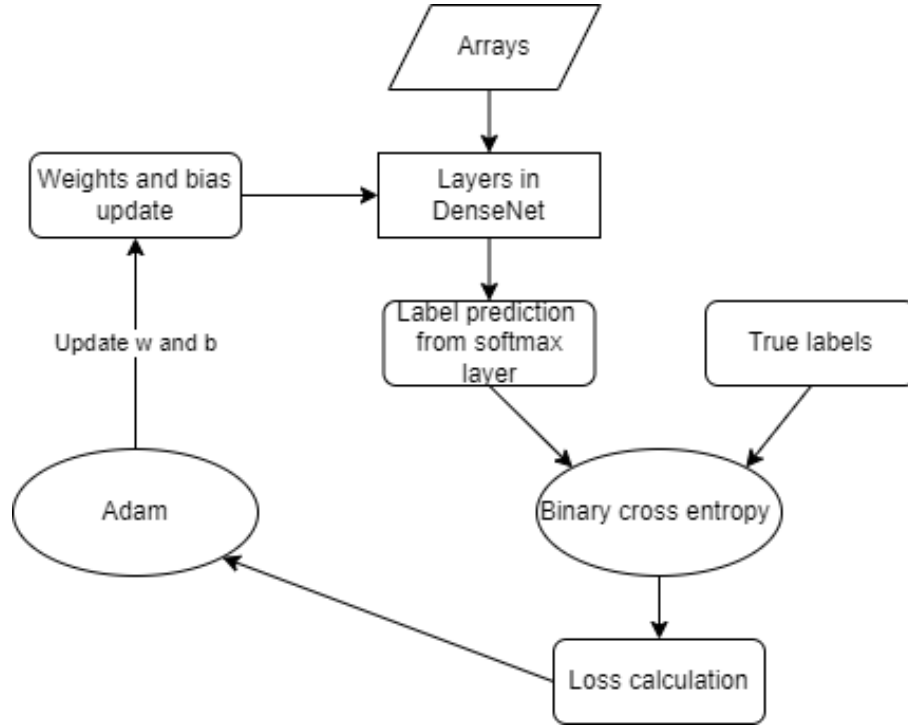 Arrays
Weights and bias
update
Layers in
DenseNet
Label prediction
from softmax
layer
True labels
Update w and b
Adam
Binary cross entropy
Loss calculation